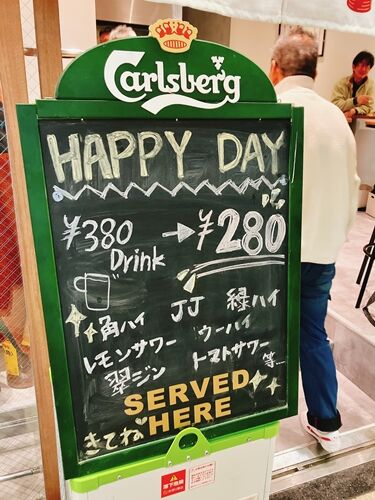 Carlsberg
HAPPY DAY
¥380 → ¥280
Drink
角ハイ JJ 緑ハイ
レモンサワー ウーハイ
翠ジン トマトサワー 等…
SERVED
HERE
きてね